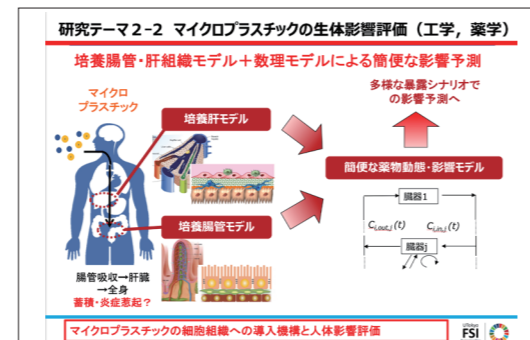 研究テーマ2-2 マイクロプラスチックの生体影響評価（工学，薬学）
培養腸管・肝組織モデル＋数理モデルによる簡便な影響予測
マイクロ
プラスチック
培養肝モデル
培養腸管モデル
腸管吸収→肝臓
→全身
蓄積・炎症惹起？
多様な暴露シナリオで
の影響予測へ
簡便な薬物動態・影響モデル
臓器1
Ci,out,j(t)
Ci,in,j(t)
臓器j
マイクロプラスチックの細胞組織への導入機構と人体影響評価
UTokyo
FSI